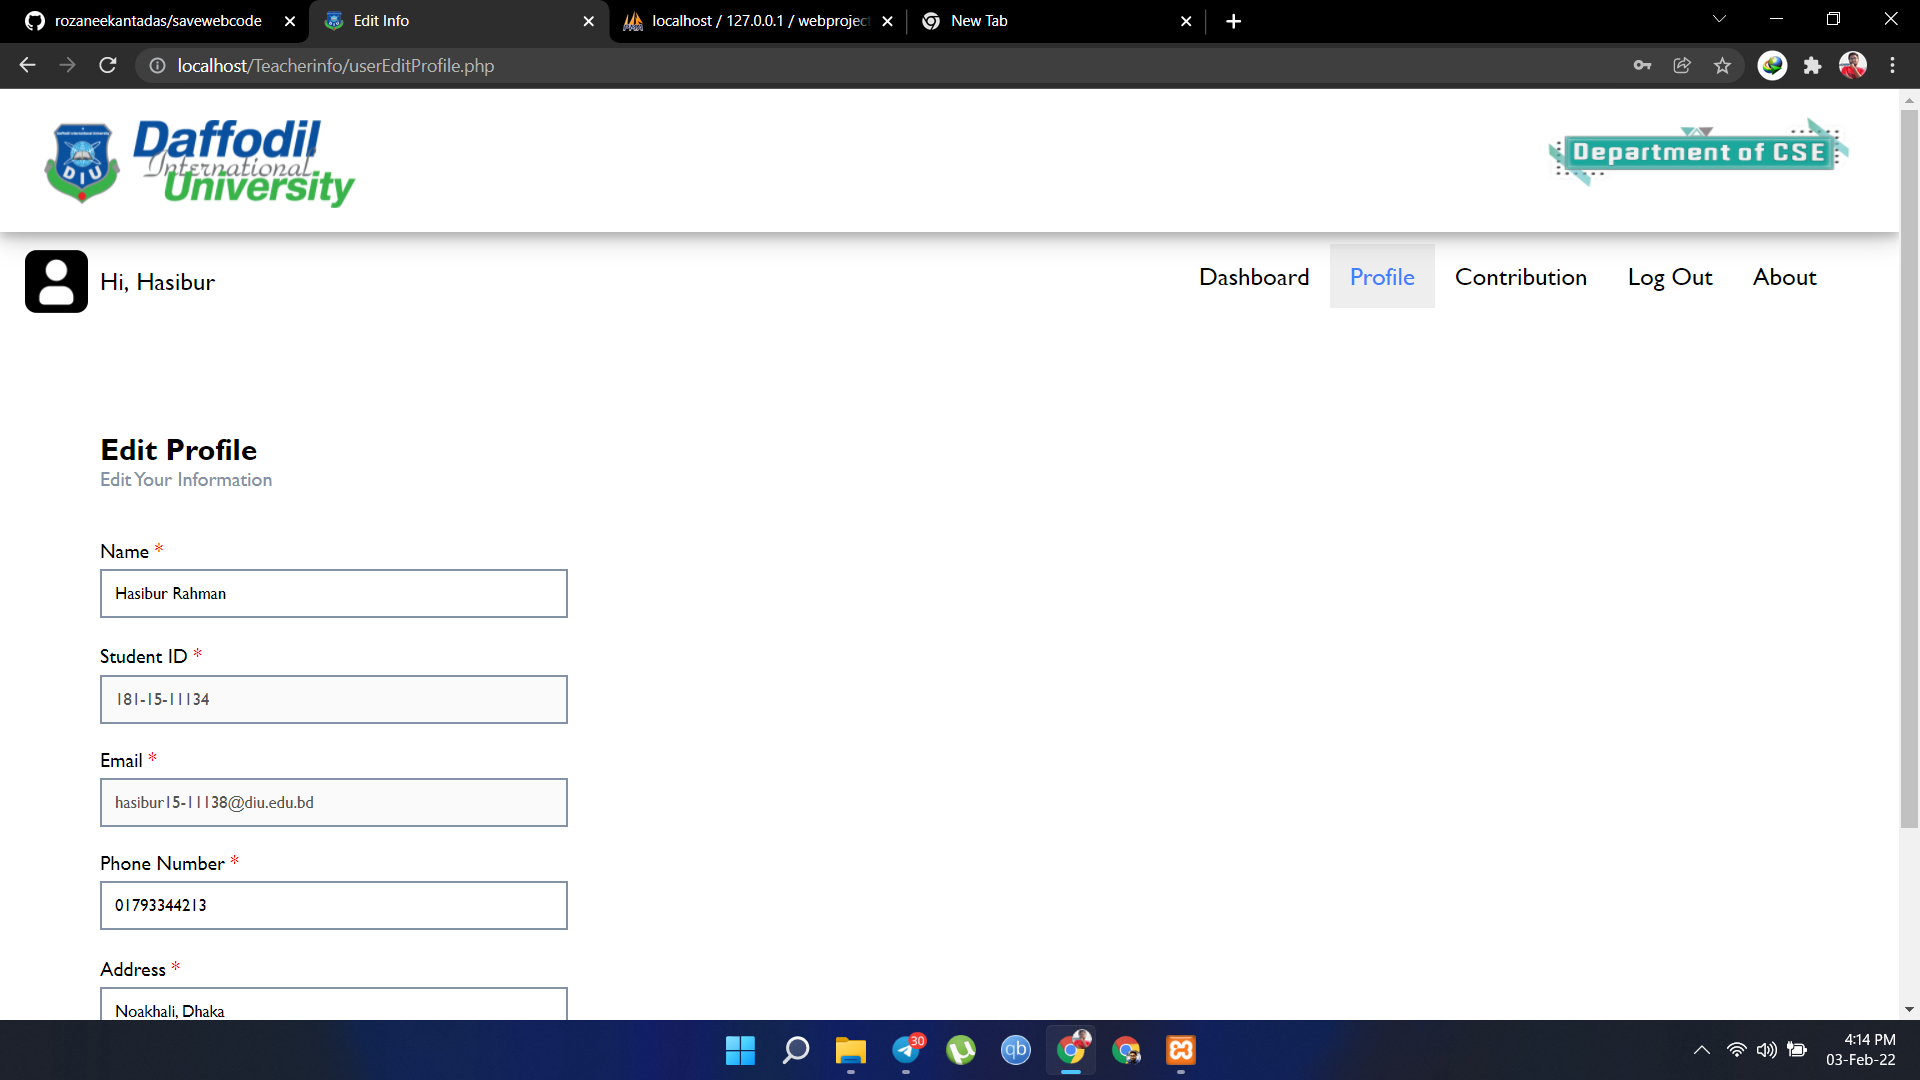 rozaneekantadas/savewebcode
Edit Info
localhost / 127.0.0.1 / webproject
New Tab
localhost/Teacherinfo/userEditProfile.php
Daffodil
International
University
DIU
Department of CSE
Hi, Hasibur
Dashboard
Profile
Contribution
Log Out
About
Edit Profile
Edit Your Information
Name *
Hasibur Rahman
Student ID *
181-15-11134
Email *
hasibur15-11138@diu.edu.bd
Phone Number *
01793344213
Address *
Noakhali, Dhaka
30
qb
4:14 PM
03-Feb-22